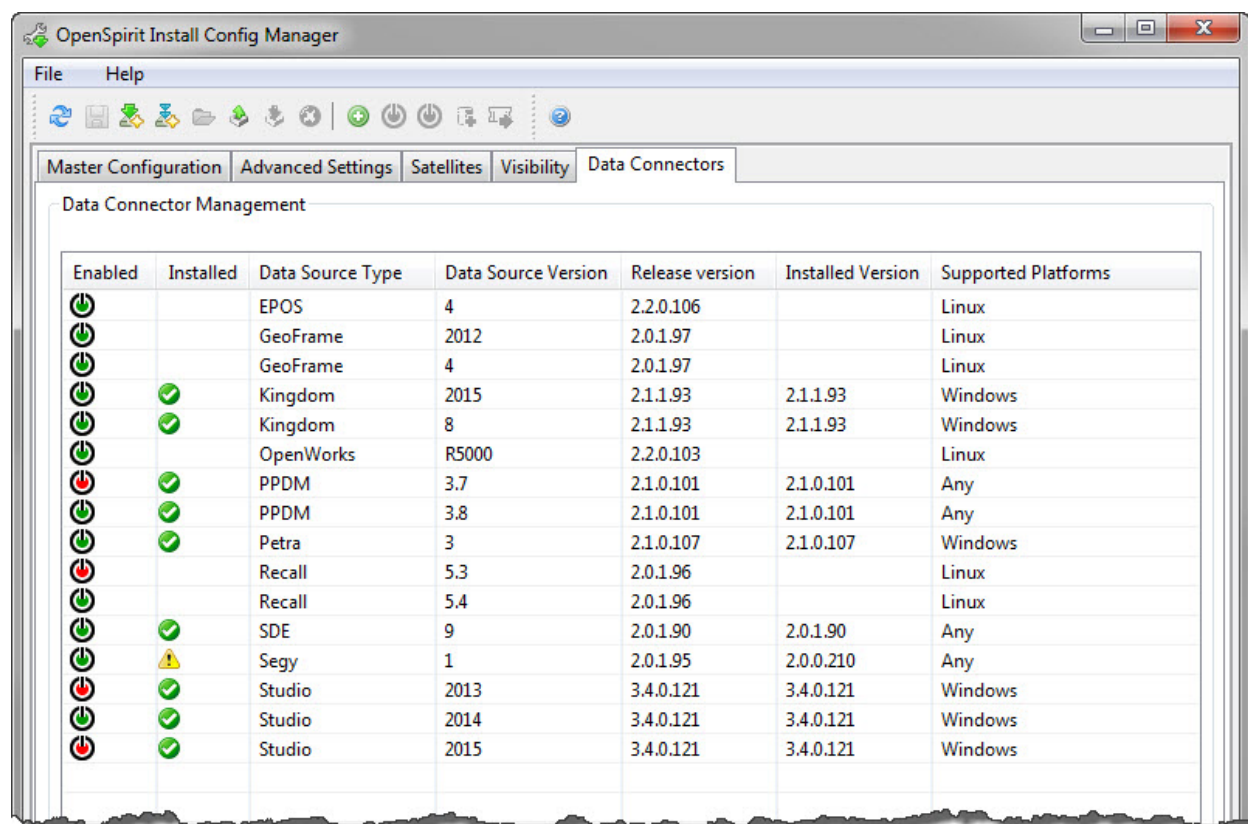 OpenSpirit Install Config Manager
File Help
Master Configuration Advanced Settings Satellites Visibility Data Connectors
Data Connector Management
Enabled Installed Data Source Type Data Source Version Release version Installed Version Supported Platforms
EPOS 4 2.2.0.106 Linux
GeoFrame 2012 2.0.1.97 Linux
GeoFrame 4 2.0.1.97 Linux
Kingdom 2015 2.1.1.93 2.1.1.93 Windows
Kingdom 8 2.1.1.93 2.1.1.93 Windows
OpenWorks R5000 2.2.0.103 Linux
PPDM 3.7 2.1.0.101 2.1.0.101 Any
PPDM 3.8 2.1.0.101 2.1.0.101 Any
Petra 3 2.1.0.107 2.1.0.107 Windows
Recall 5.3 2.0.1.96 Linux
Recall 5.4 2.0.1.96 Linux
SDE 9 2.0.1.90 2.0.1.90 Any
Segy 1 2.0.1.95 2.0.0.210 Any
Studio 2013 3.4.0.121 3.4.0.121 Windows
Studio 2014 3.4.0.121 3.4.0.121 Windows
Studio 2015 3.4.0.121 3.4.0.121 Windows